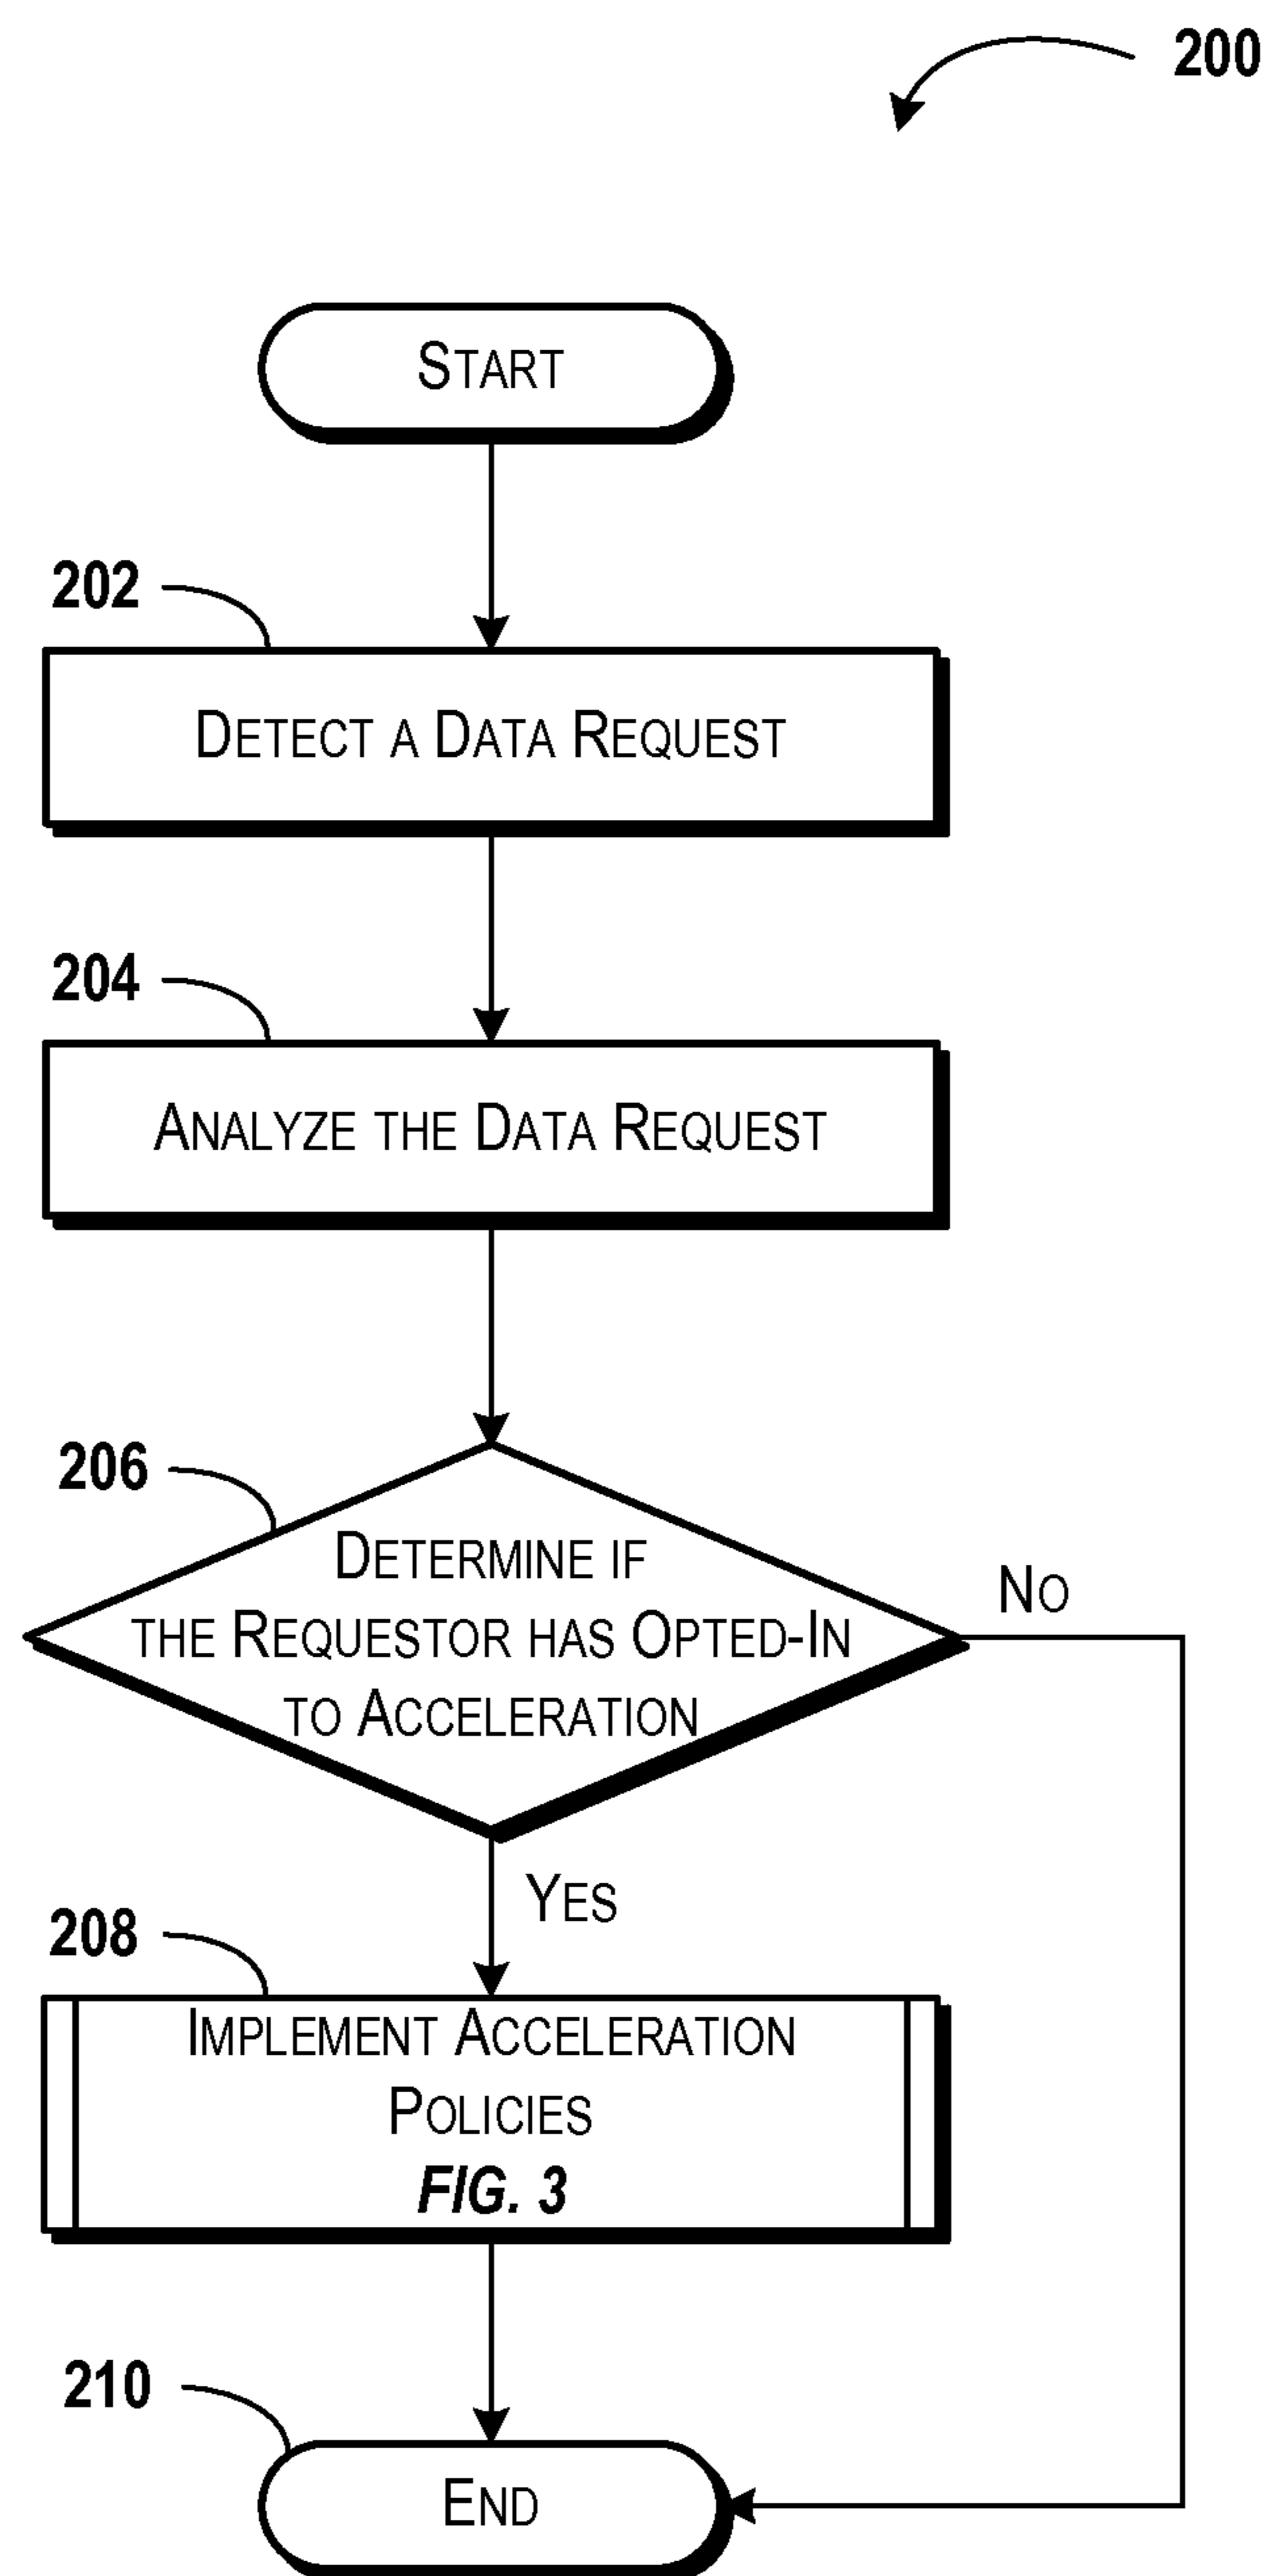 200
START
202
DETECT A DATA REQUEST
204
ANALYZE THE DATA REQUEST
206
DETERMINE IF
THE REQUESTOR HAS OPTED-IN
TO ACCELERATION
NO
YES
208
IMPLEMENT ACCELERATION
POLICIES
FIG. 3
210
END